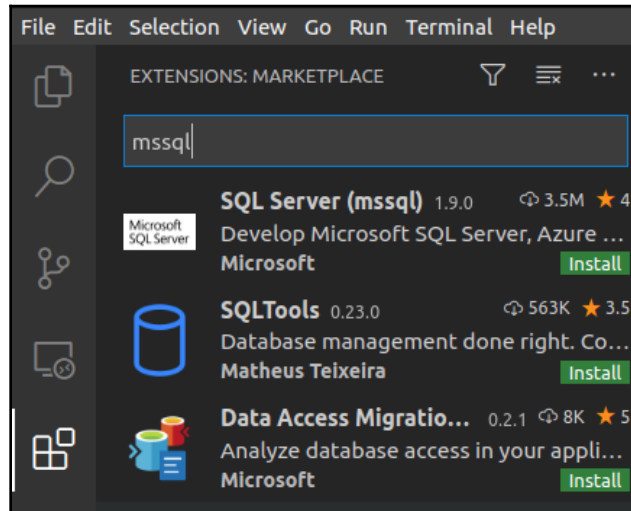 File Edit Selection View Go Run Terminal Help
EXTENSIONS: MARKETPLACE
mssql
SQL Server (mssql) 1.9.0 3.5M 4
Microsoft
SQL Server
Develop Microsoft SQL Server, Azure ...
Microsoft Install
SQLTools 0.23.0 563K 3.5
Database management done right. Co...
Matheus Teixeira Install
Data Access Migratio... 0.2.1 8K 5
Analyze database access in your appli...
Microsoft Install